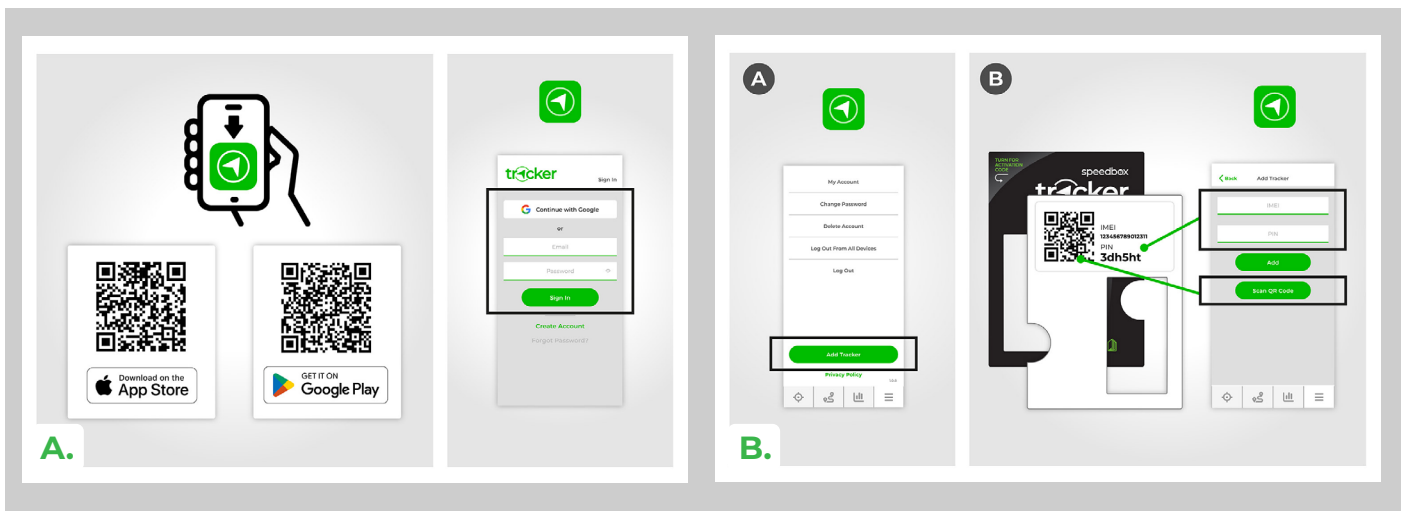 Download on the
App Store
GET IT ON
Google Play
A.
tracker
Sign In
Continue with Google
or
Email
Password
Sign In
Create Account
Forgot Password?
A
My Account
Change Password
Delete Account
Log Out From All Devices
Log Out
Add Tracker
Privacy Policy
B.
B
TURN FOR
ACTIVATION
CODE
speedbox
tracker
IMEI
123456789012311
PIN
3dh5ht
Back
Add Tracker
IMEI
PIN
Add
Scan QR Code